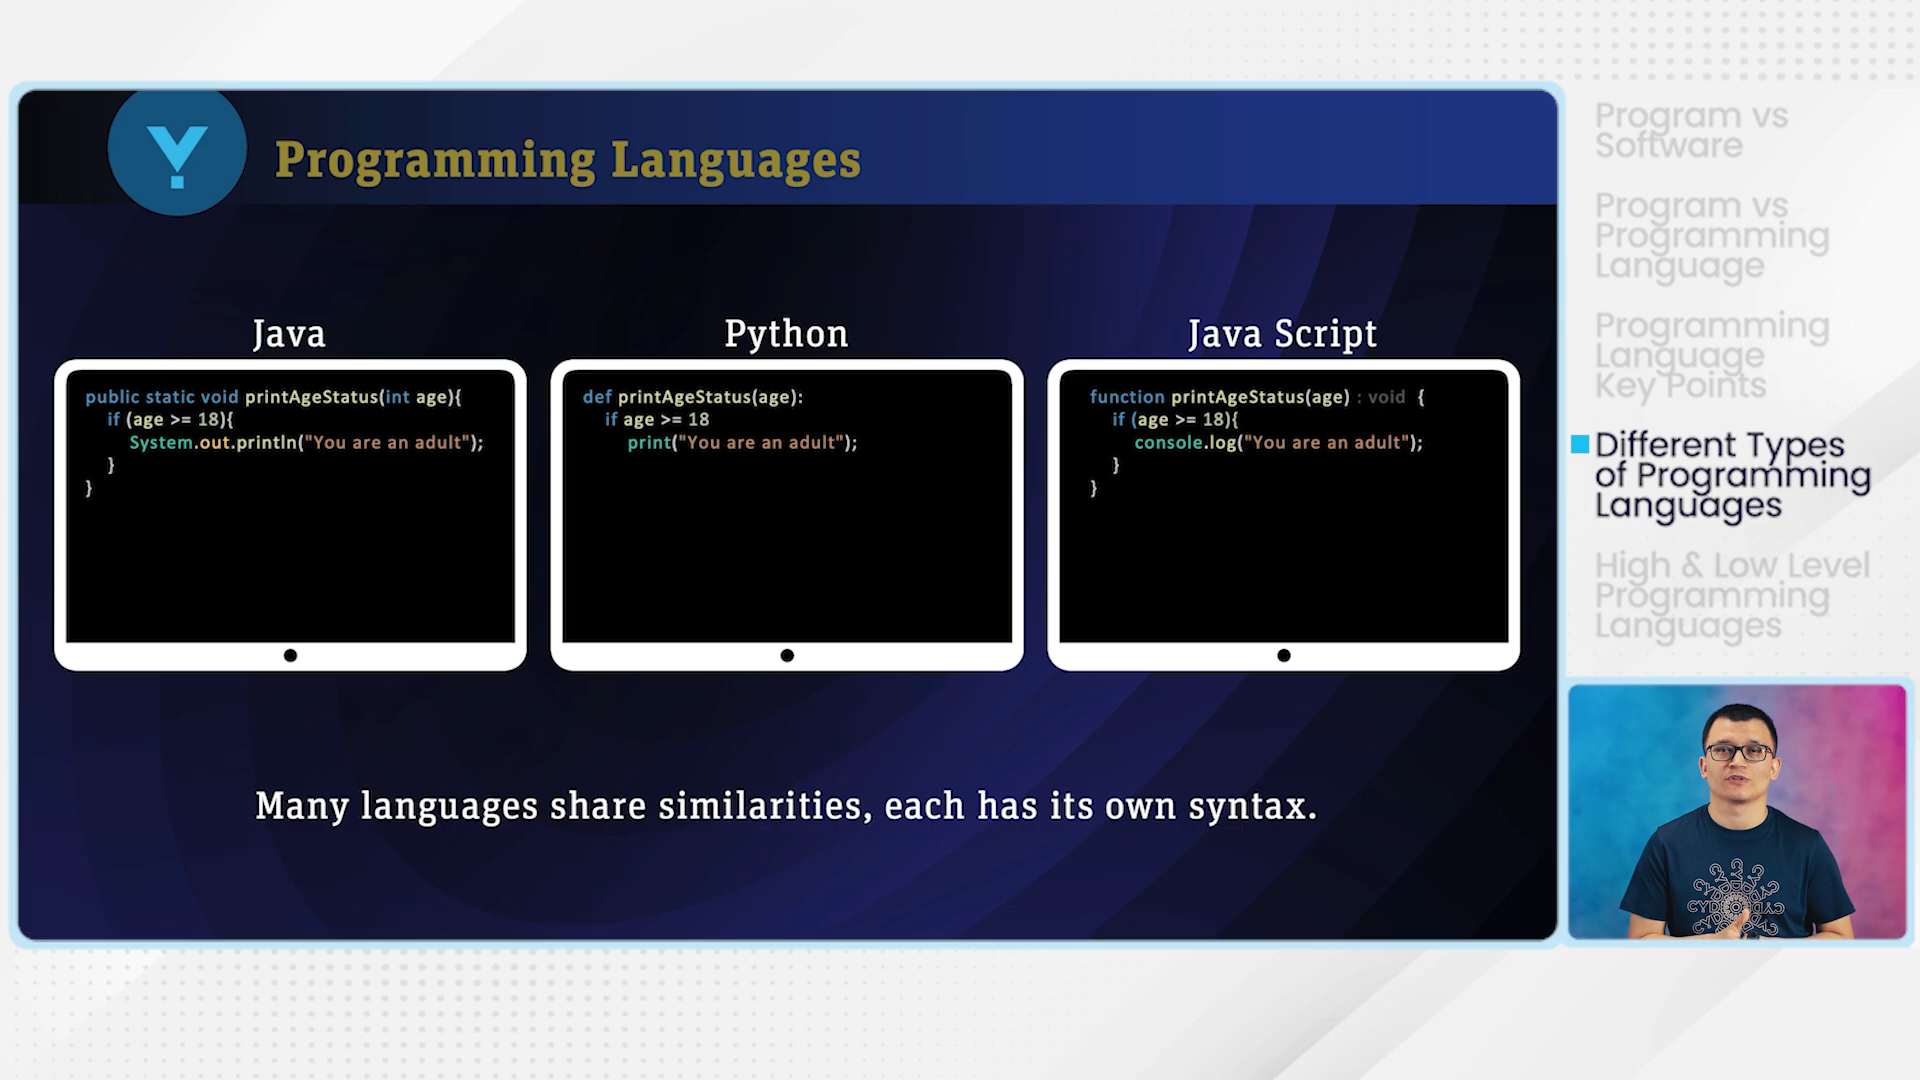 Programming Languages
Java
public static void printAgeStatus(int age){
if (age >= 18){
System.out.println("You are an adult");
}
}
Python
def printAgeStatus(age):
if age >= 18
print("You are an adult");
Java Script
function printAgeStatus(age) : void {
if (age >= 18){
console.log("You are an adult");
}
}
Many languages share similarities, each has its own syntax.
Program vs
Software
Program vs
Programming
Language
Programming
Language
Key Points
Different Types
of Programming
Languages
High & Low Level
Programming
Languages